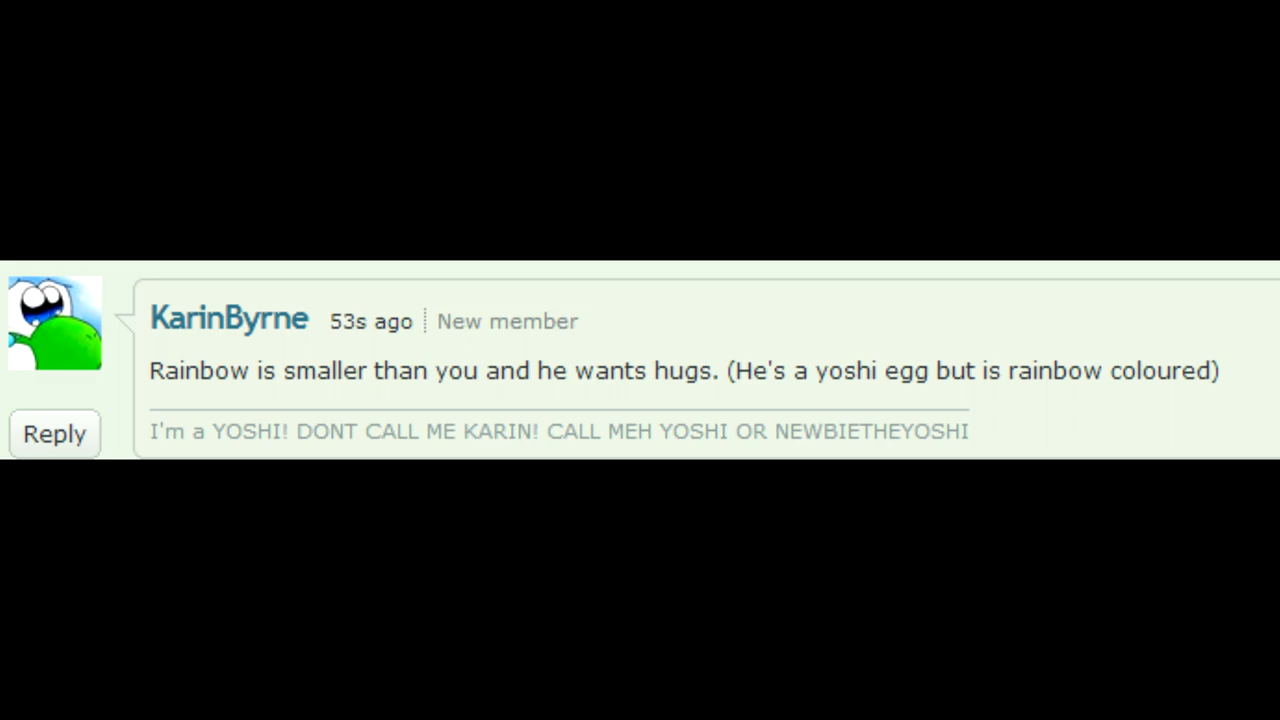 KarinByrne 53s ago New member
Rainbow is smaller than you and he wants hugs. (He's a yoshi egg but is rainbow coloured)
Reply
I'm a YOSHI! DONT CALL ME KARIN! CALL MEH YOSHI OR NEWBIETHEYOSHI